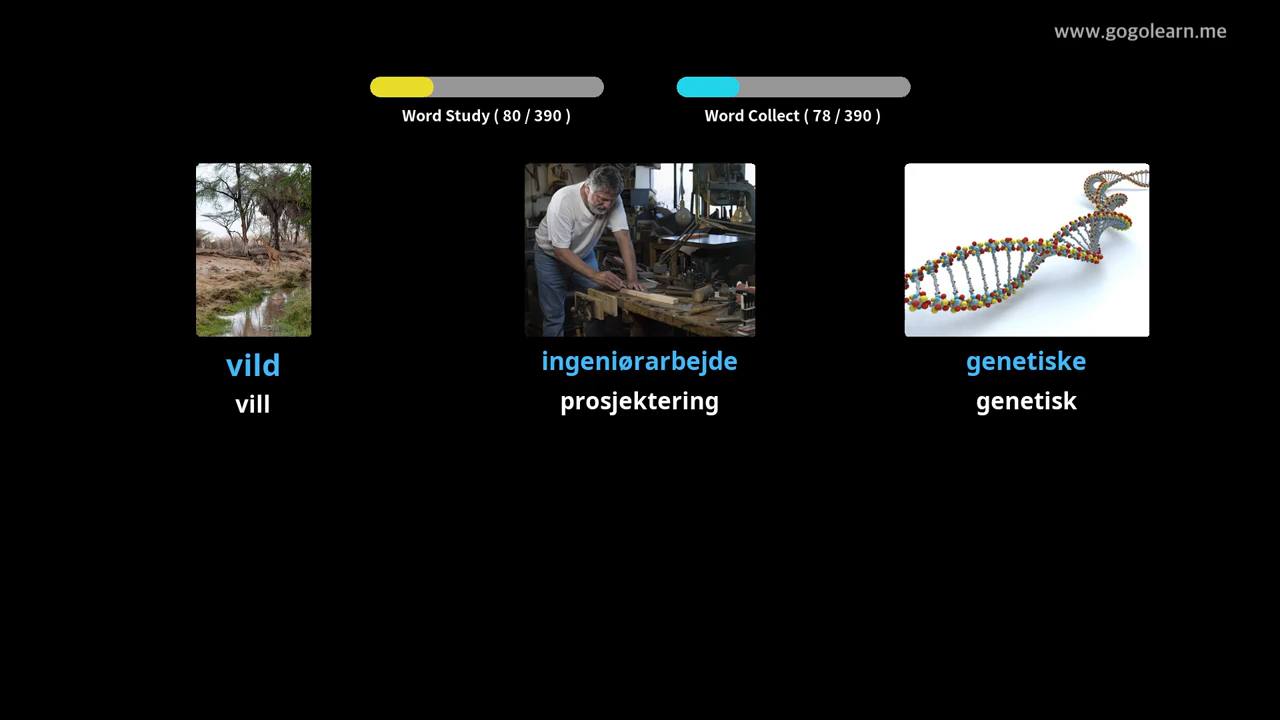 www.gogolearn.me
Word Study ( 80 / 390 )
Word Collect ( 78 / 390 )
vild
vill
ingeniørarbejde
prosjektering
genetiske
genetisk